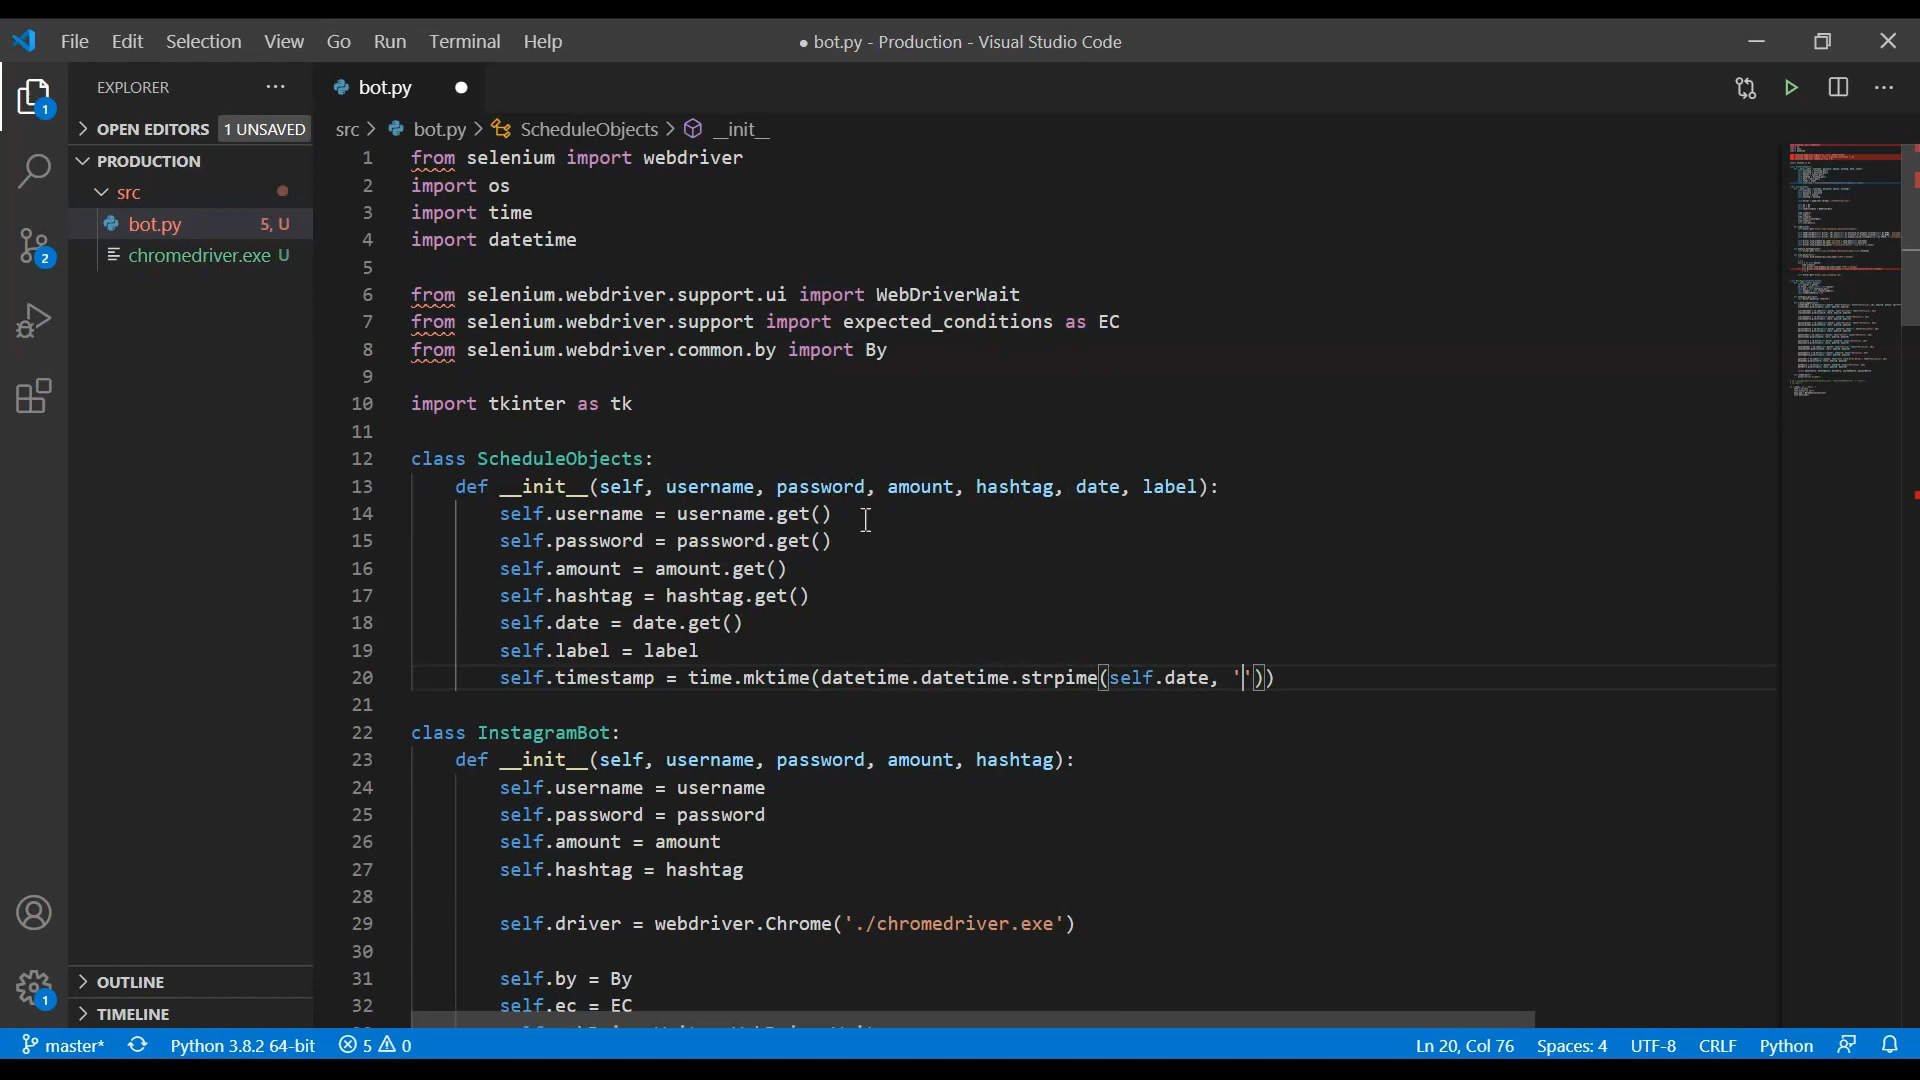 File Edit Selection View Go Run Terminal Help
● bot.py - Production - Visual Studio Code
EXPLORER ···
bot.py ●
OPEN EDITORS 1 UNSAVED
src > bot.py > ScheduleObjects > __init__
PRODUCTION
src
bot.py 5, U
chromedriver.exe U
1 from selenium import webdriver
2 import os
3 import time
4 import datetime
5
6 from selenium.webdriver.support.ui import WebDriverWait
7 from selenium.webdriver.support import expected_conditions as EC
8 from selenium.webdriver.common.by import By
9
10 import tkinter as tk
11
12 class ScheduleObjects:
13 def __init__(self, username, password, amount, hashtag, date, label):
14 self.username = username.get()
15 self.password = password.get()
16 self.amount = amount.get()
17 self.hashtag = hashtag.get()
18 self.date = date.get()
19 self.label = label
20 self.timestamp = time.mktime(datetime.datetime.strpime(self.date, ''))
21
22 class InstagramBot:
23 def __init__(self, username, password, amount, hashtag):
24 self.username = username
25 self.password = password
26 self.amount = amount
27 self.hashtag = hashtag
28
29 self.driver = webdriver.Chrome('./chromedriver.exe')
30
31 self.by = By
32 self.ec = EC
1
2
1
OUTLINE
TIMELINE
master* Python 3.8.2 64-bit 5 0
Ln 20, Col 76 Spaces: 4 UTF-8 CRLF Python